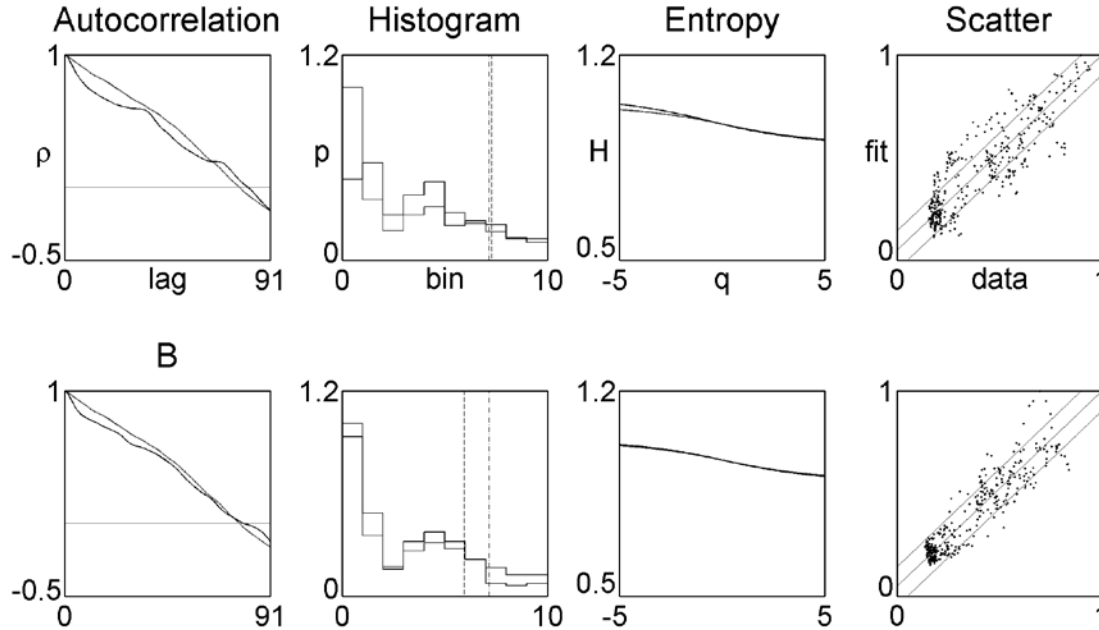 Autocorrelation Histogram Entropy Scatter
1 1.2 1.2 1
ρ p H fit
-0.5 0 0.5 0
0 lag 91 0 bin 10 -5 q 5 0 data 1
B
1 1.2 1.2 1
-0.5 0 0.5 0
0 91 0 10 -5 5 0 1